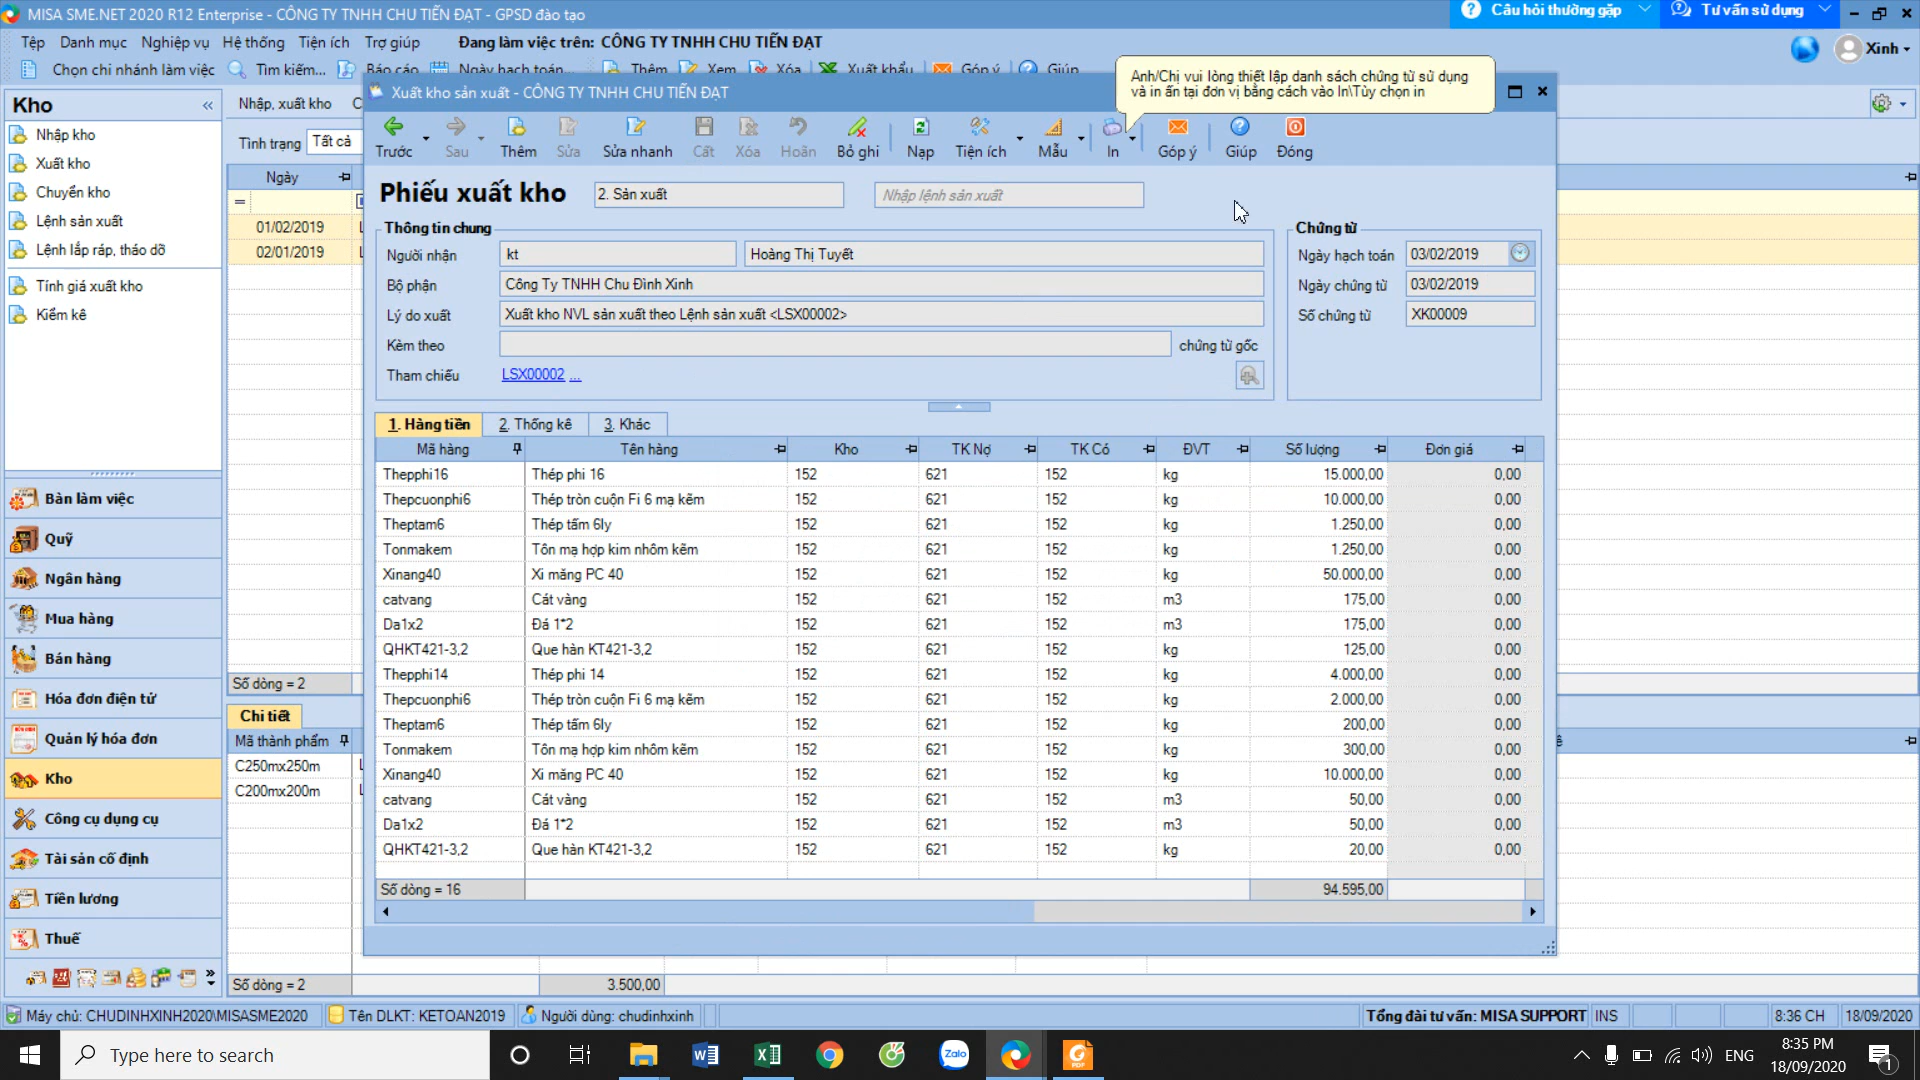 MISA SME.NET 2020 R12 Enterprise - CÔNG TY TNHH CHU TIẾN ĐẠT - GPSD đào tạo
Câu hỏi thường gặp
Tư vấn sử dụng
Tệp Danh mục Nghiệp vụ Hệ thống Tiện ích Trợ giúp Đang làm việc trên: CÔNG TY TNHH CHU TIẾN ĐẠT
Xinh
Chọn chi nhánh làm việc Tìm kiếm... Báo cáo Ngày hạch toán... Thêm Xem Xóa Xuất khẩu Góp ý Giúp
Anh/Chị vui lòng thiết lập danh sách chứng từ sử dụng
và in ấn tại đơn vị bằng cách vào In\Tùy chọn in
Kho «
Nhập kho
Xuất kho
Chuyển kho
Lệnh sản xuất
Lệnh lắp ráp, tháo dỡ
Tính giá xuất kho
Kiểm kê
Bàn làm việc
Quỹ
Ngân hàng
Mua hàng
Bán hàng
Hóa đơn điện tử
Quản lý hóa đơn
Kho
Công cụ dụng cụ
Tài sản cố định
Tiền lương
Thuế
Nhập, xuất kho
Tình trạng Tất cả
Ngày
=
01/02/2019
02/01/2019
Số dòng = 2
Chi tiết
Mã thành phẩm
C250mx250m
C200mx200m
Số dòng = 2 3.500,00
Xuất kho sản xuất - CÔNG TY TNHH CHU TIẾN ĐẠT
Trước Sau Thêm Sửa Sửa nhanh Cất Xóa Hoãn Bỏ ghi Nạp Tiện ích Mẫu In Góp ý Giúp Đóng
Phiếu xuất kho 2. Sản xuất Nhập lệnh sản xuất
Thông tin chung
Người nhận kt Hoàng Thị Tuyết
Bộ phận Công Ty TNHH Chu Đình Xinh
Lý do xuất Xuất kho NVL sản xuất theo Lệnh sản xuất <LSX00002>
Kèm theo chứng từ gốc
Tham chiếu LSX00002 ...
Chứng từ
Ngày hạch toán 03/02/2019
Ngày chứng từ 03/02/2019
Số chứng từ XK00009
1. Hàng tiền 2. Thống kê 3. Khác
Mã hàng Tên hàng Kho TK Nợ TK Có ĐVT Số lượng Đơn giá
Thepphi16 Thép phi 16 152 621 152 kg 15.000,00 0,00
Thepcuonphi6 Thép tròn cuộn Fi 6 mạ kẽm 152 621 152 kg 10.000,00 0,00
Theptam6 Thép tấm 6ly 152 621 152 kg 1.250,00 0,00
Tonmakem Tôn mạ hợp kim nhôm kẽm 152 621 152 kg 1.250,00 0,00
Xinang40 Xi măng PC 40 152 621 152 kg 50.000,00 0,00
catvang Cát vàng 152 621 152 m3 175,00 0,00
Da1x2 Đá 1*2 152 621 152 m3 175,00 0,00
QHKT421-3,2 Que hàn KT421-3,2 152 621 152 kg 125,00 0,00
Thepphi14 Thép phi 14 152 621 152 kg 4.000,00 0,00
Thepcuonphi6 Thép tròn cuộn Fi 6 mạ kẽm 152 621 152 kg 2.000,00 0,00
Theptam6 Thép tấm 6ly 152 621 152 kg 200,00 0,00
Tonmakem Tôn mạ hợp kim nhôm kẽm 152 621 152 kg 300,00 0,00
Xinang40 Xi măng PC 40 152 621 152 kg 10.000,00 0,00
catvang Cát vàng 152 621 152 m3 50,00 0,00
Da1x2 Đá 1*2 152 621 152 m3 50,00 0,00
QHKT421-3,2 Que hàn KT421-3,2 152 621 152 kg 20,00 0,00
Số dòng = 16 94.595,00
Máy chủ: CHUDINHXINH2020\MISASME2020 Tên DLKT: KETOAN2019 Người dùng: chudinhxinh Tổng đài tư vấn: MISA SUPPORT INS 8:36 CH 18/09/2020
Type here to search
Zalo
PDF
ENG
8:35 PM
18/09/2020
1